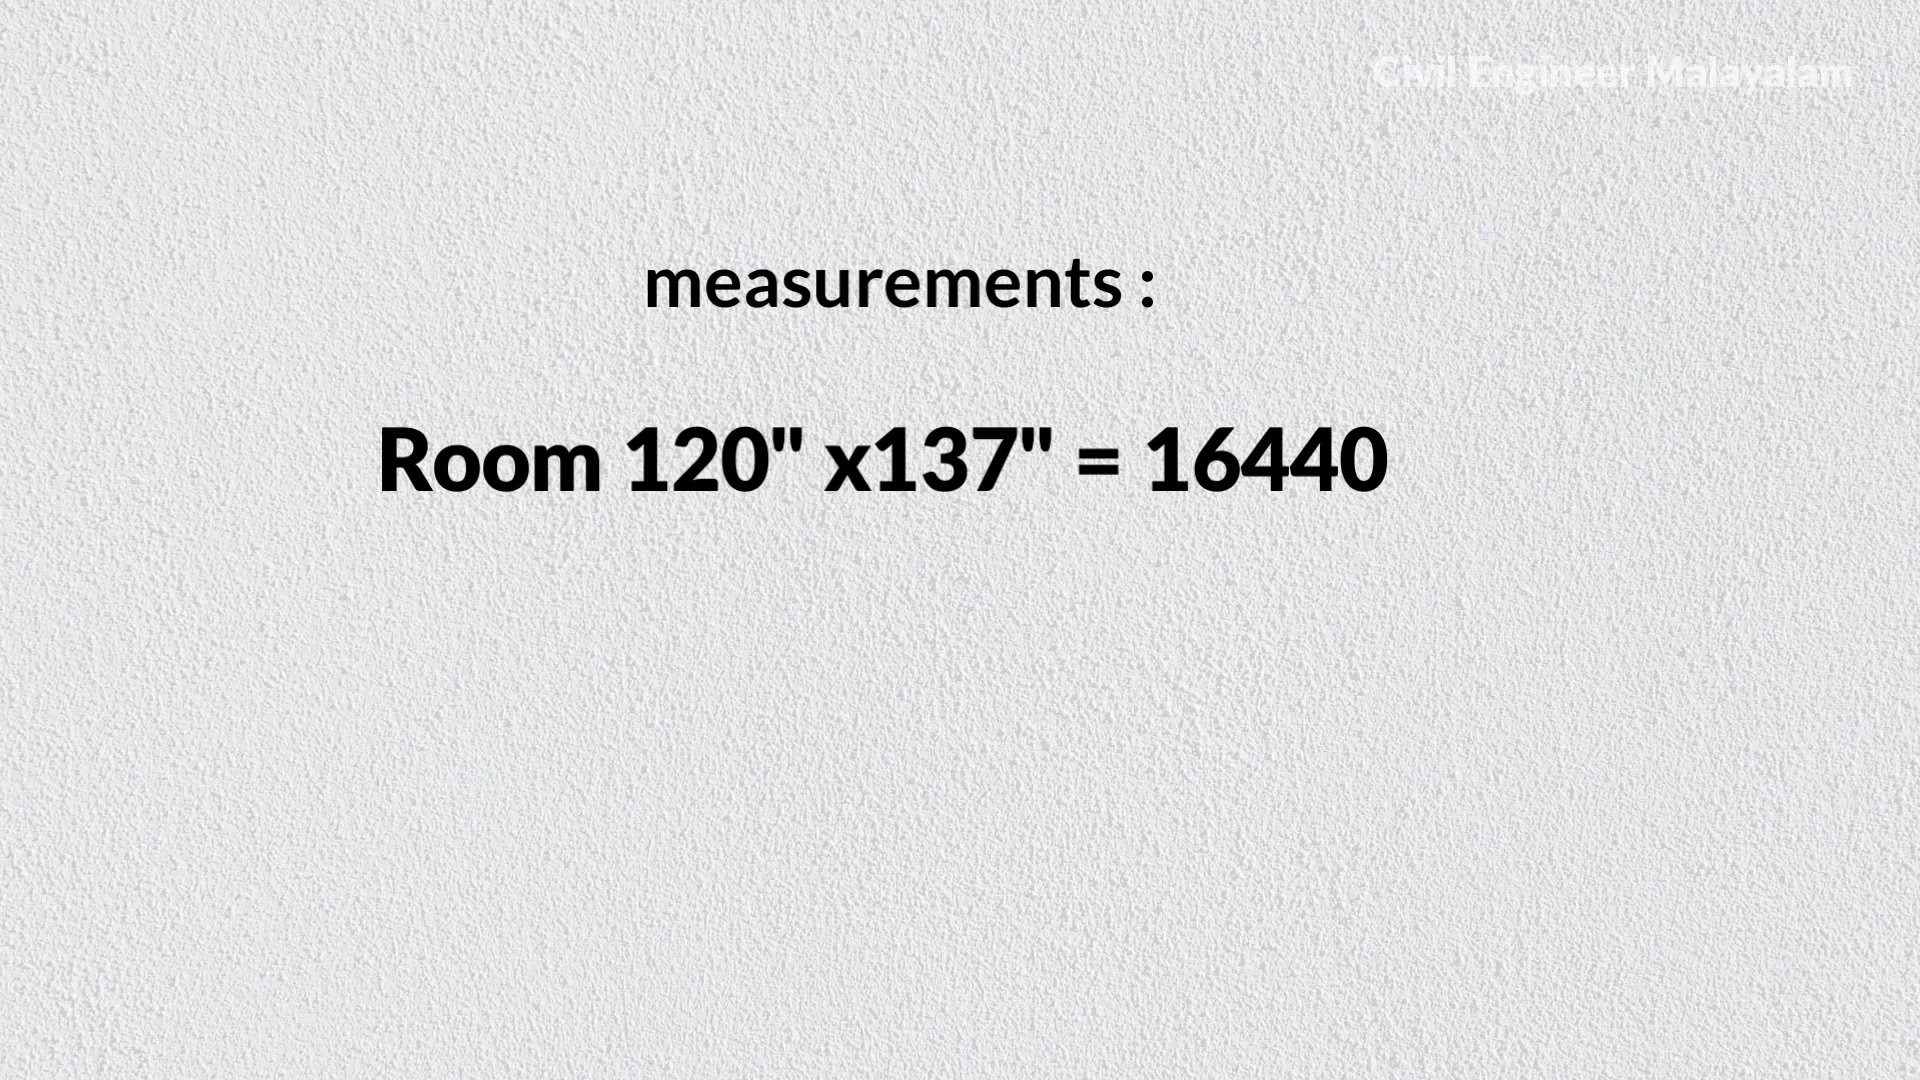 Civil Engineer Malayalam
measurements :
Room 120" x137" = 16440